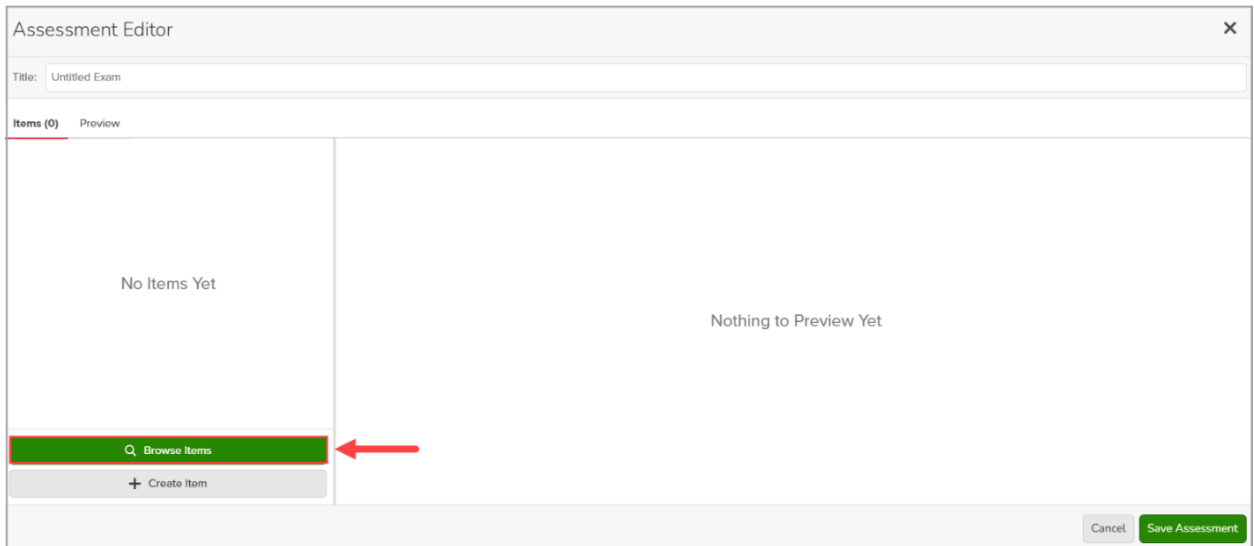 Assessment Editor
Title: Untitled Exam
Items (0) Preview
No Items Yet
Nothing to Preview Yet
Browse Items
Create Item
Cancel Save Assessment